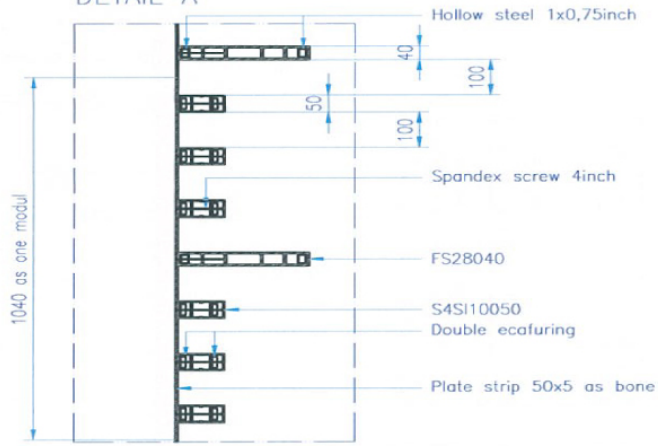 DETAIL A
Hollow steel 1x0,75inch
40
100
50
100
Spandex screw 4inch
1040 as one modul
FS28040
S4SI10050
Double ecafuring
Plate strip 50x5 as bone